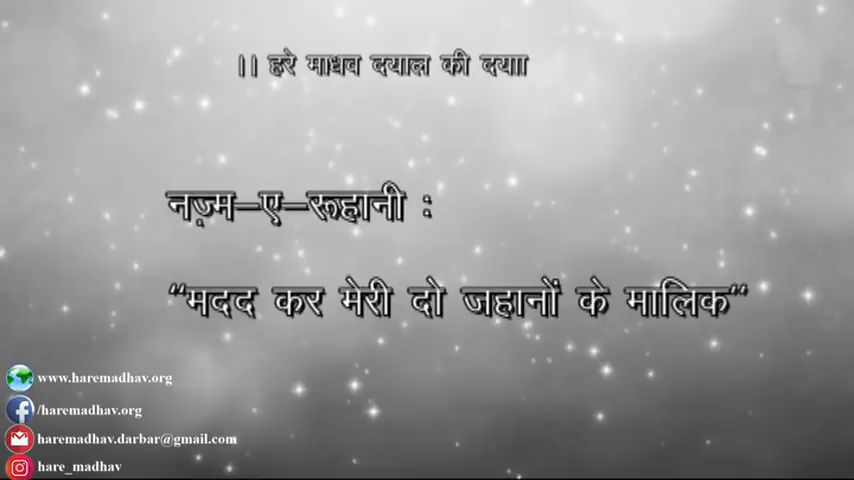 ।। हरे माधव दयाल की दया।।
नज़्म–ए–रूहानी :
“मदद कर मेरी दो जहानों के मालिक”
www.haremadhav.org
/haremadhav.org
haremadhav.darbar@gmail.com
hare_madhav